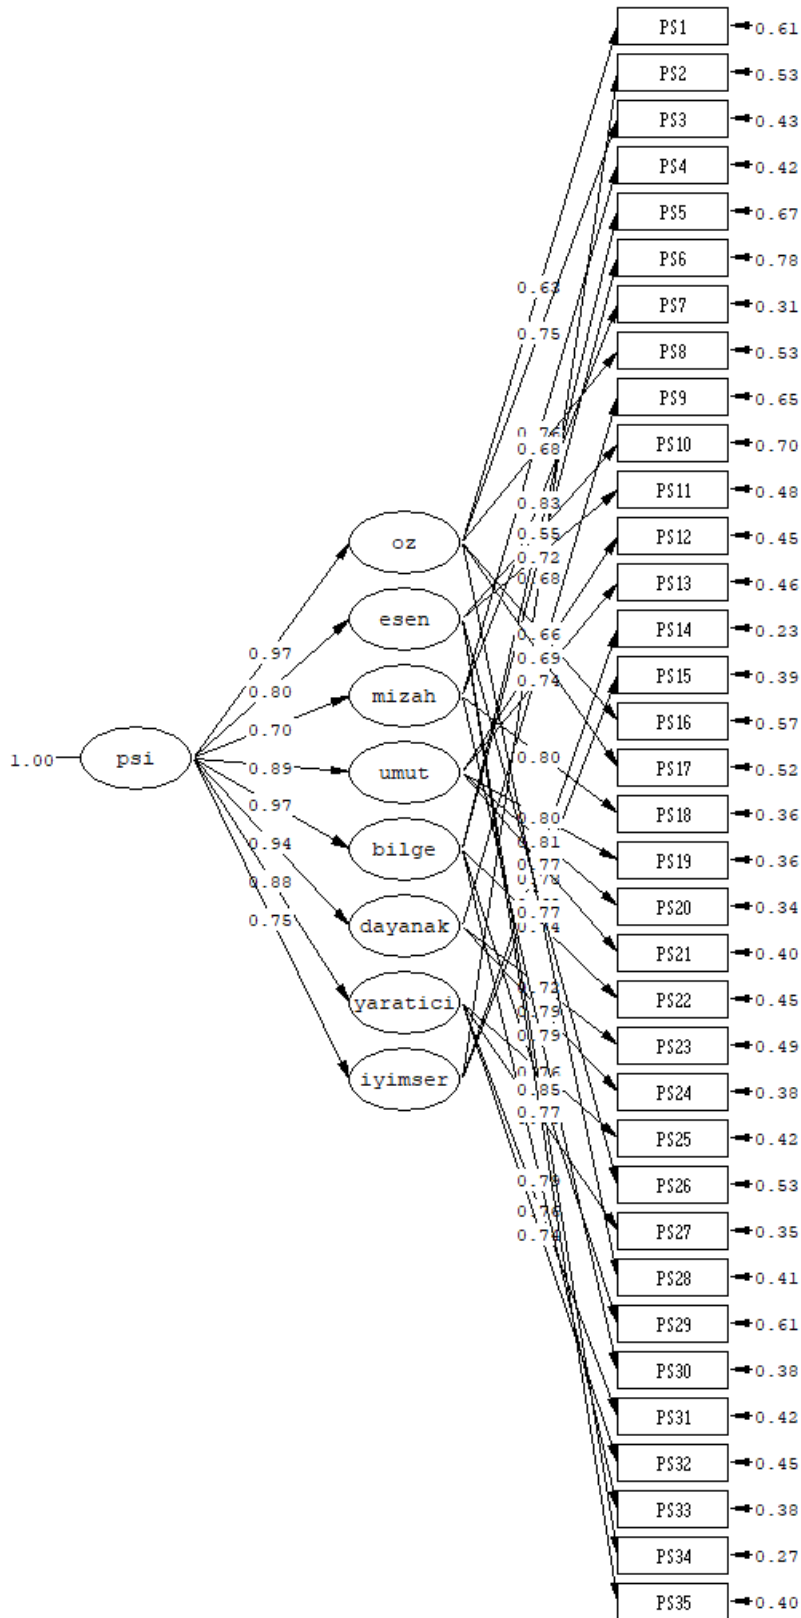 PS1 0.61
PS2 0.53
PS3 0.43
PS4 0.42
PS5 0.67
PS6 0.78
0.63
PS7 0.31
0.75
PS8 0.53
PS9 0.65
0.76
PS10 0.70
0.68
PS11 0.48
0.83
PS12 0.45
0.55
oz
0.72
PS13 0.46
0.68
esen
PS14 0.23
0.66
0.97
0.69
PS15 0.39
0.74
0.80
mizah
PS16 0.57
0.70
1.00
psi
0.80
PS17 0.52
0.89
umut
0.97
PS18 0.36
0.80
0.94
bilge
0.81
PS19 0.36
0.77
0.88
PS20 0.34
0.77
0.75
dayanak
0.74
PS21 0.40
0.72
PS22 0.45
yaratici
0.79
0.79
PS23 0.49
0.76
iyimser
0.85
PS24 0.38
0.77
PS25 0.42
0.79
PS26 0.53
0.76
0.74
PS27 0.35
PS28 0.41
PS29 0.61
PS30 0.38
PS31 0.42
PS32 0.45
PS33 0.38
PS34 0.27
PS35 0.40